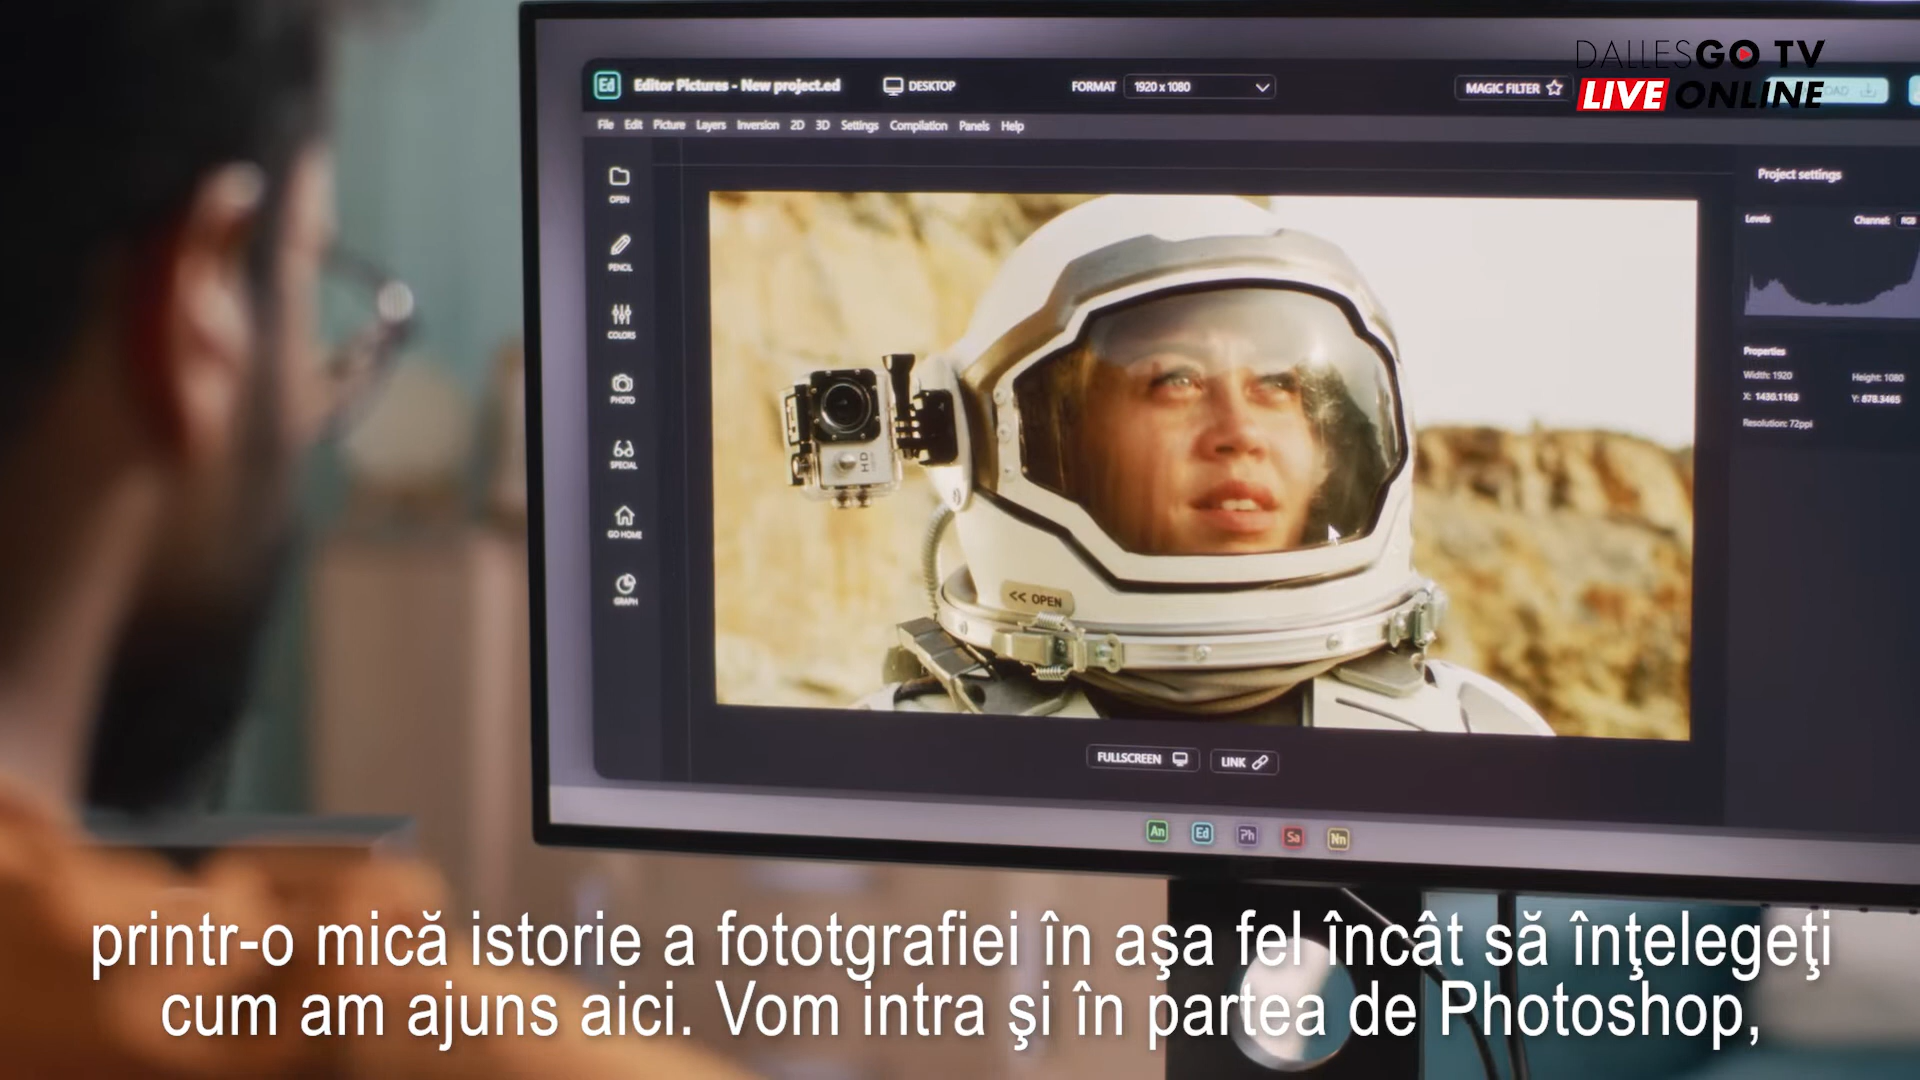 DALLESGO TV
LIVE ONLINE
Ed Editor Pictures - New project.ed DESKTOP FORMAT 1920 x 1080 MAGIC FILTER
File Edit Picture Layers Inversion 2D 3D Settings Compilation Panels Help
OPEN
PENCIL
COLORS
PHOTO
SPECIAL
GO HOME
GRAPH
HD
<< OPEN
Project settings
Levels Channel: RGB
Properties
Width: 1920 Height: 1080
X: 1430.1163 Y: 878.3465
Resolution: 72ppi
FULLSCREEN LINK
An Ed Ph Sa Nn
printr-o mică istorie a fototgrafiei în aşa fel încât să înţelegeţi
cum am ajuns aici. Vom intra şi în partea de Photoshop,